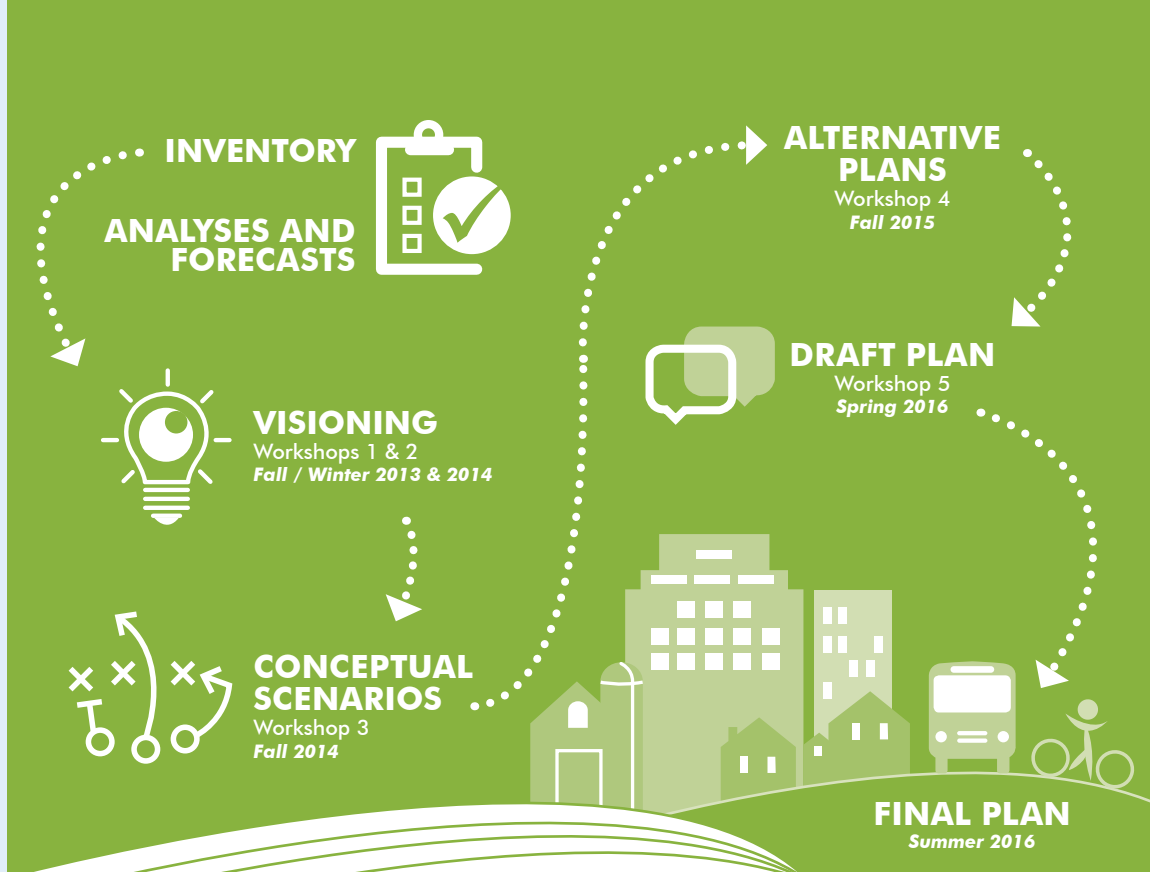 INVENTORY
ANALYSES AND
FORECASTS
VISIONING
Workshops 1 & 2
Fall / Winter 2013 & 2014
CONCEPTUAL
SCENARIOS
Workshop 3
Fall 2014
ALTERNATIVE
PLANS
Workshop 4
Fall 2015
DRAFT PLAN
Workshop 5
Spring 2016
FINAL PLAN
Summer 2016